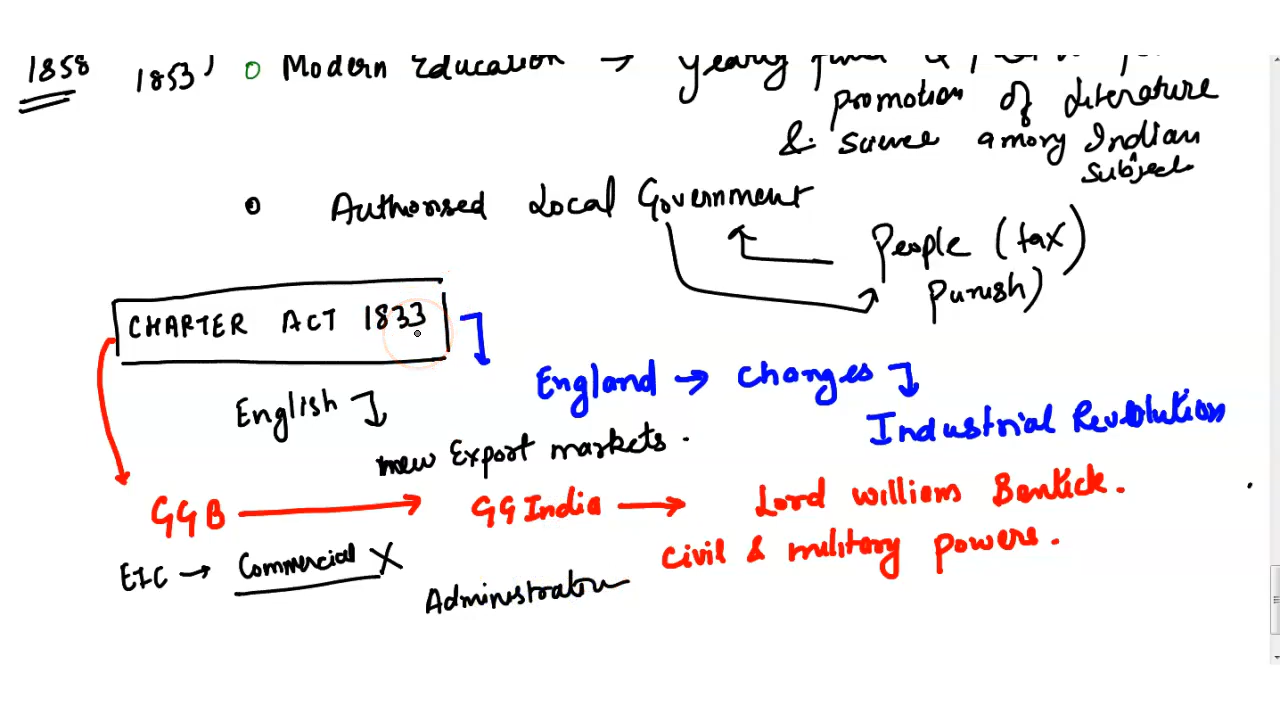 1858 1853 Modern Education → Yearly
promotion of Literature
& Science among Indian
Subject
Authorised Local Government
People (tax)
Punish)
CHARTER ACT 1833
England → Changes
English
Industrial Revolution
new Export markets.
GGB → GG India → Lord william Bentick.
EIC → Commercial X
Civil & military powers.
Administration